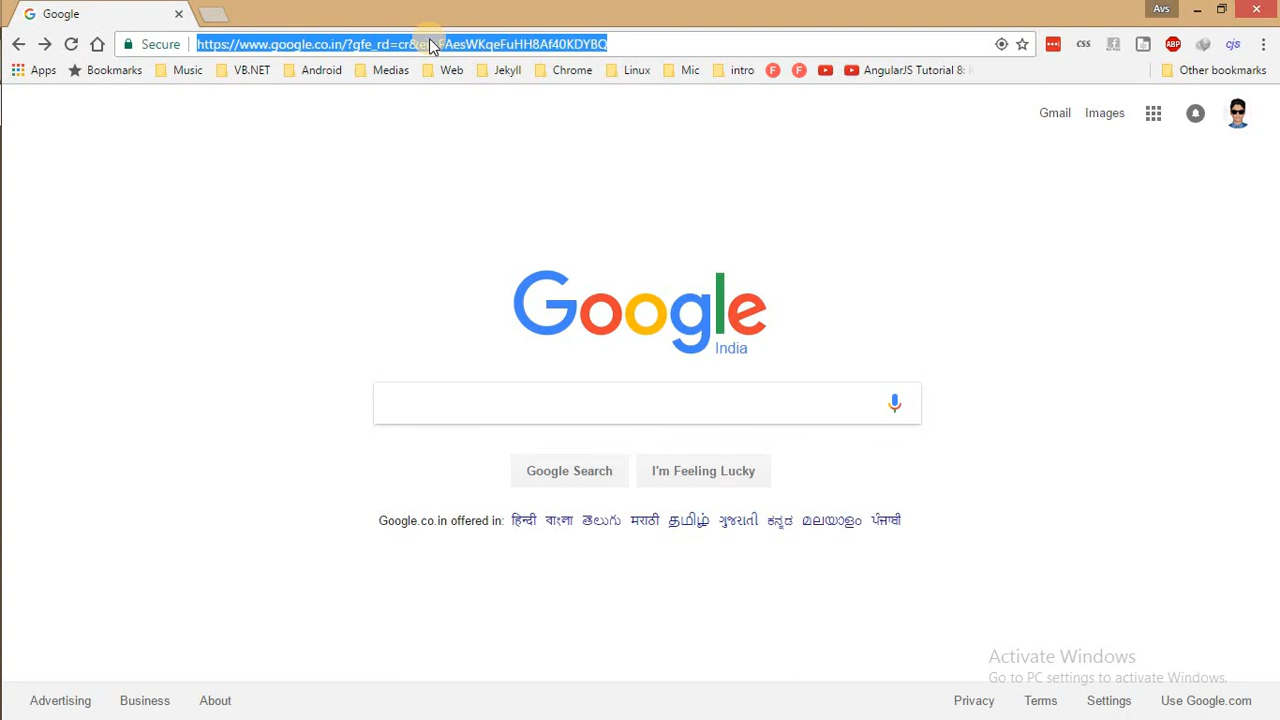 Google
Avs
Secure https://www.google.co.in/?gfe_rd=cr& AesWKqeFuHH8Af40KDYBQ
CSS
ABP
cjs
Apps Bookmarks Music VB.NET Android Medias Web Jekyll Chrome Linux Mic intro AngularJS Tutorial 8: Other bookmarks
Gmail Images
Google
India
Google Search I'm Feeling Lucky
Google.co.in offered in: हिन्दी বাংলা తెలుగు मराठी தமிழ் ગુજરાતી ಕನ್ನಡ മലയാളം ਪੰਜਾਬੀ
Activate Windows
Go to PC settings to activate Windows.
Advertising Business About Privacy Terms Settings Use Google.com